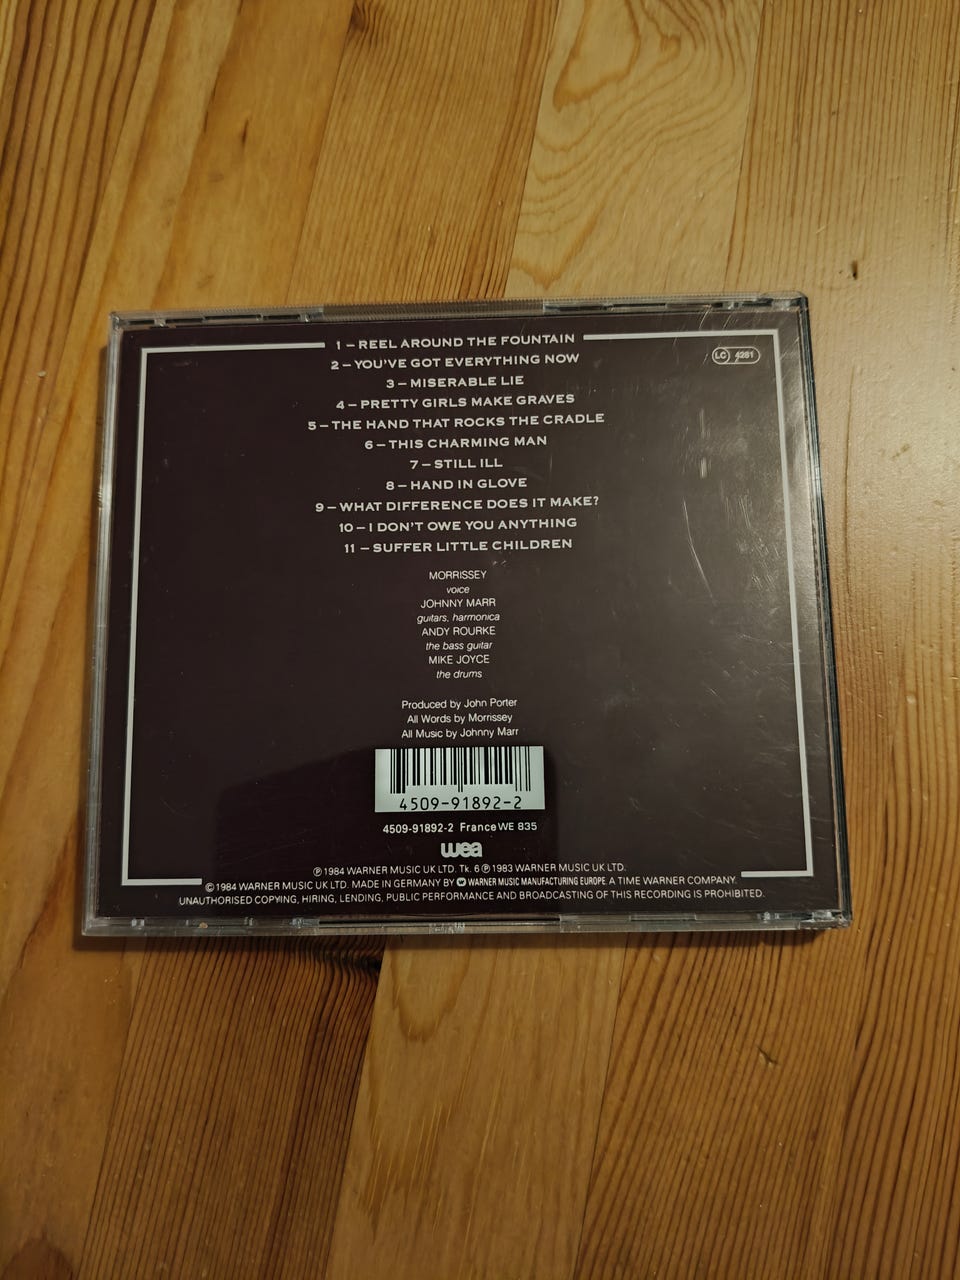 1 – REEL AROUND THE FOUNTAIN
2 – YOU'VE GOT EVERYTHING NOW
LC 4281
3 – MISERABLE LIE
4 – PRETTY GIRLS MAKE GRAVES
5 – THE HAND THAT ROCKS THE CRADLE
6 – THIS CHARMING MAN
7 – STILL ILL
8 – HAND IN GLOVE
9 – WHAT DIFFERENCE DOES IT MAKE?
10 – I DON'T OWE YOU ANYTHING
11 – SUFFER LITTLE CHILDREN
MORRISSEY
voice
JOHNNY MARR
guitars, harmonica
ANDY ROURKE
the bass guitar
MIKE JOYCE
the drums
Produced by John Porter
All Words by Morrissey
All Music by Johnny Marr
4509-91892-2
4509-91892-2 France WE 835
wea
℗ 1984 WARNER MUSIC UK LTD. Tk. 6 ℗ 1983 WARNER MUSIC UK LTD.
© 1984 WARNER MUSIC UK LTD. MADE IN GERMANY BY WARNER MUSIC MANUFACTURING EUROPE. A TIME WARNER COMPANY.
UNAUTHORISED COPYING, HIRING, LENDING, PUBLIC PERFORMANCE AND BROADCASTING OF THIS RECORDING IS PROHIBITED.